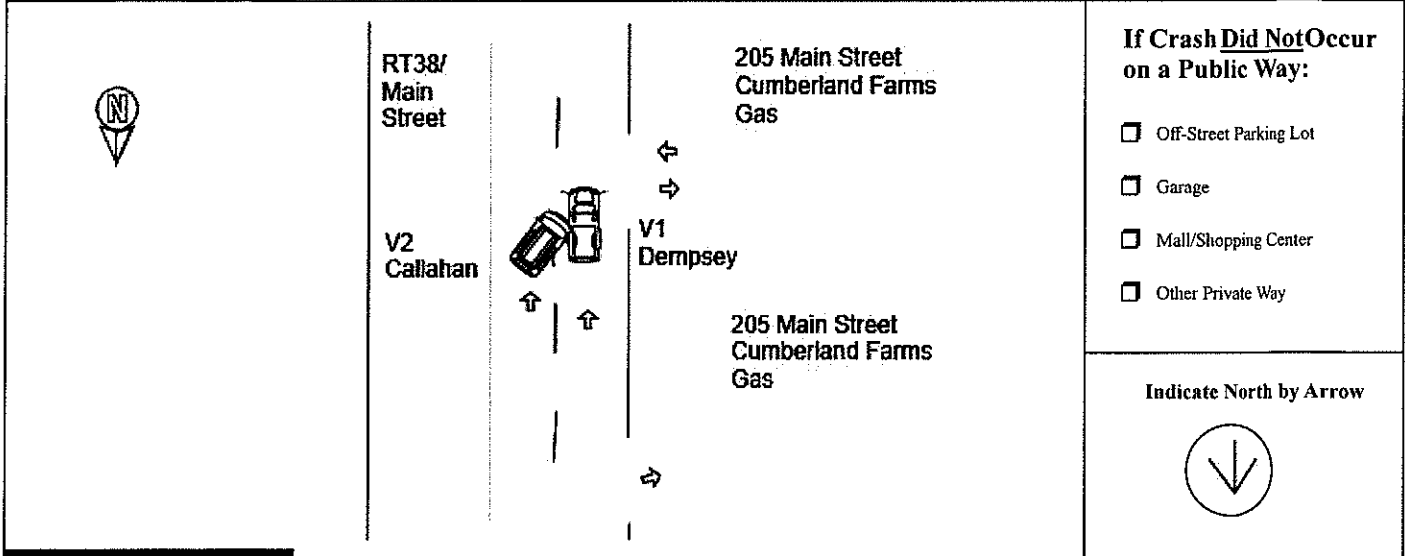 N
RT38/
Main
Street
205 Main Street
Cumberland Farms
Gas
V2
Callahan
V1
Dempsey
205 Main Street
Cumberland Farms
Gas
If Crash Did Not Occur
on a Public Way:
Off-Street Parking Lot
Garage
Mall/Shopping Center
Other Private Way
Indicate North by Arrow